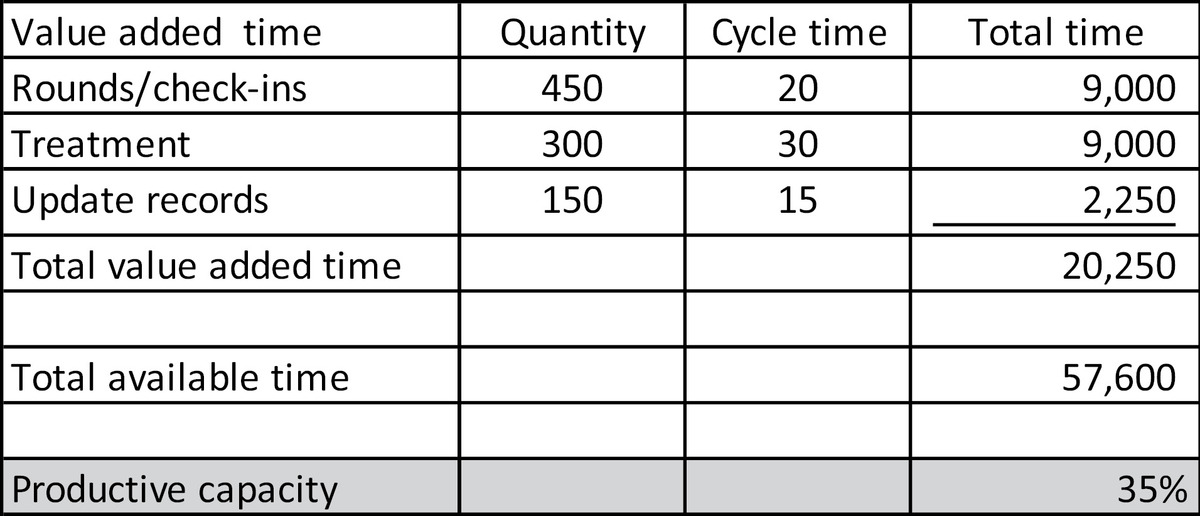 Value added time Quantity Cycle time Total time
Rounds/check-ins 450 20 9,000
Treatment 300 30 9,000
Update records 150 15 2,250
Total value added time 20,250
Total available time 57,600
Productive capacity 35%